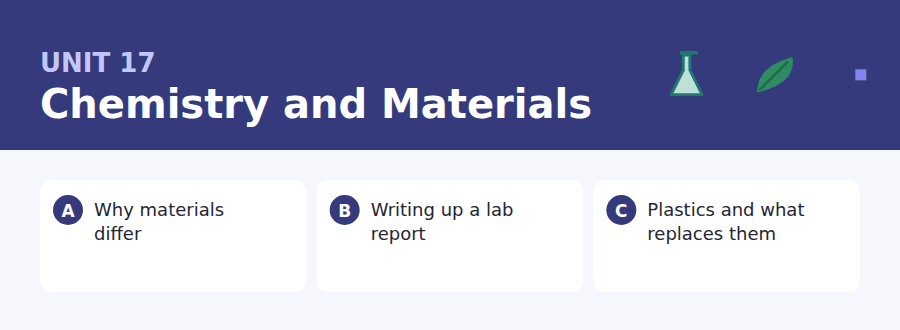 UNIT 17
Chemistry and Materials
A
Why materials
differ
B
Writing up a lab
report
C
Plastics and what
replaces them